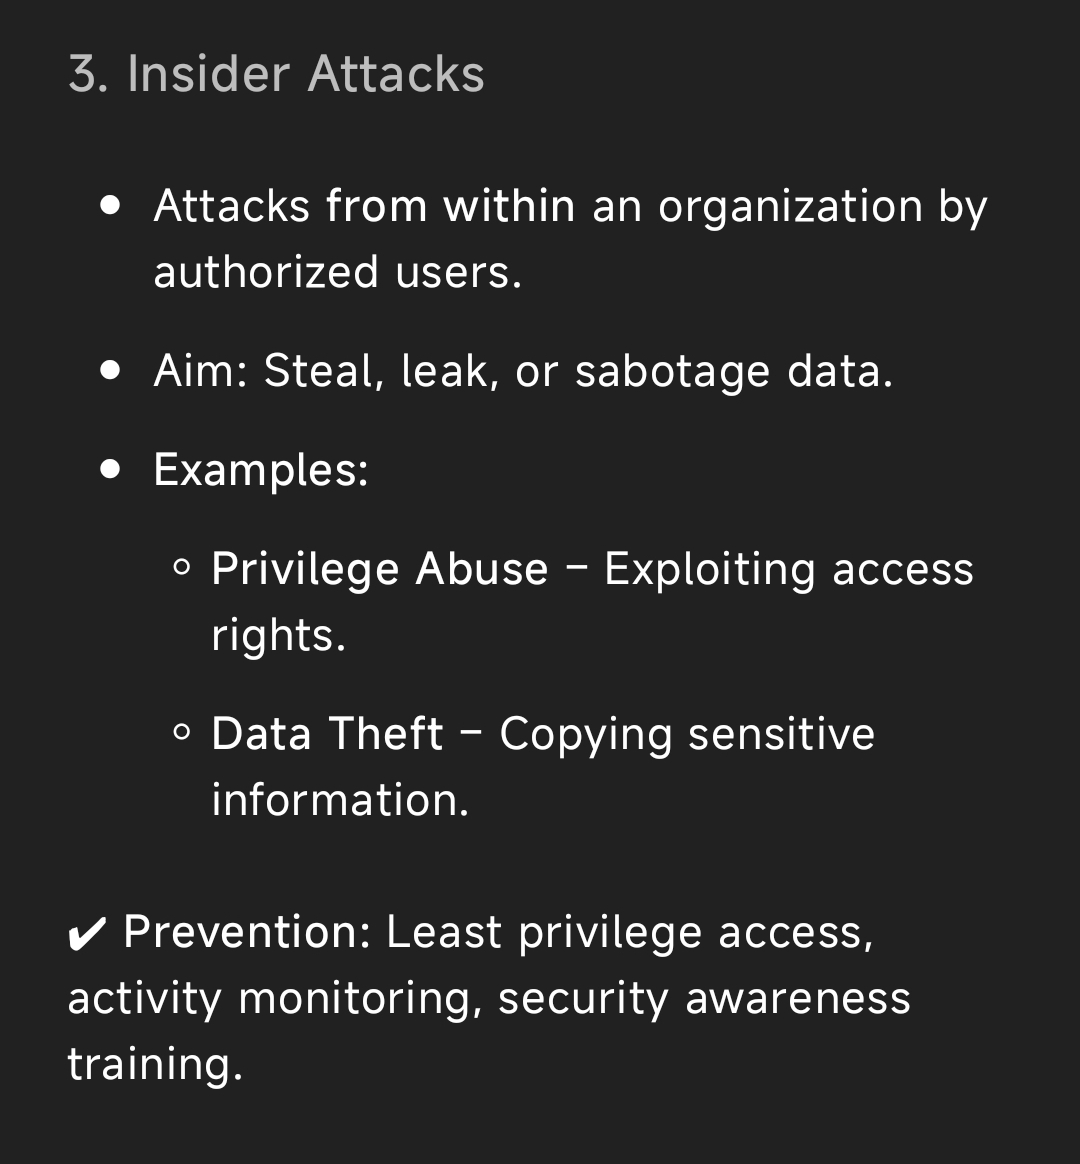 3. Insider Attacks
● Attacks from within an organization by
authorized users.
● Aim: Steal, leak, or sabotage data.
● Examples:
○ Privilege Abuse – Exploiting access
rights.
○ Data Theft – Copying sensitive
information.
✔ Prevention: Least privilege access,
activity monitoring, security awareness
training.